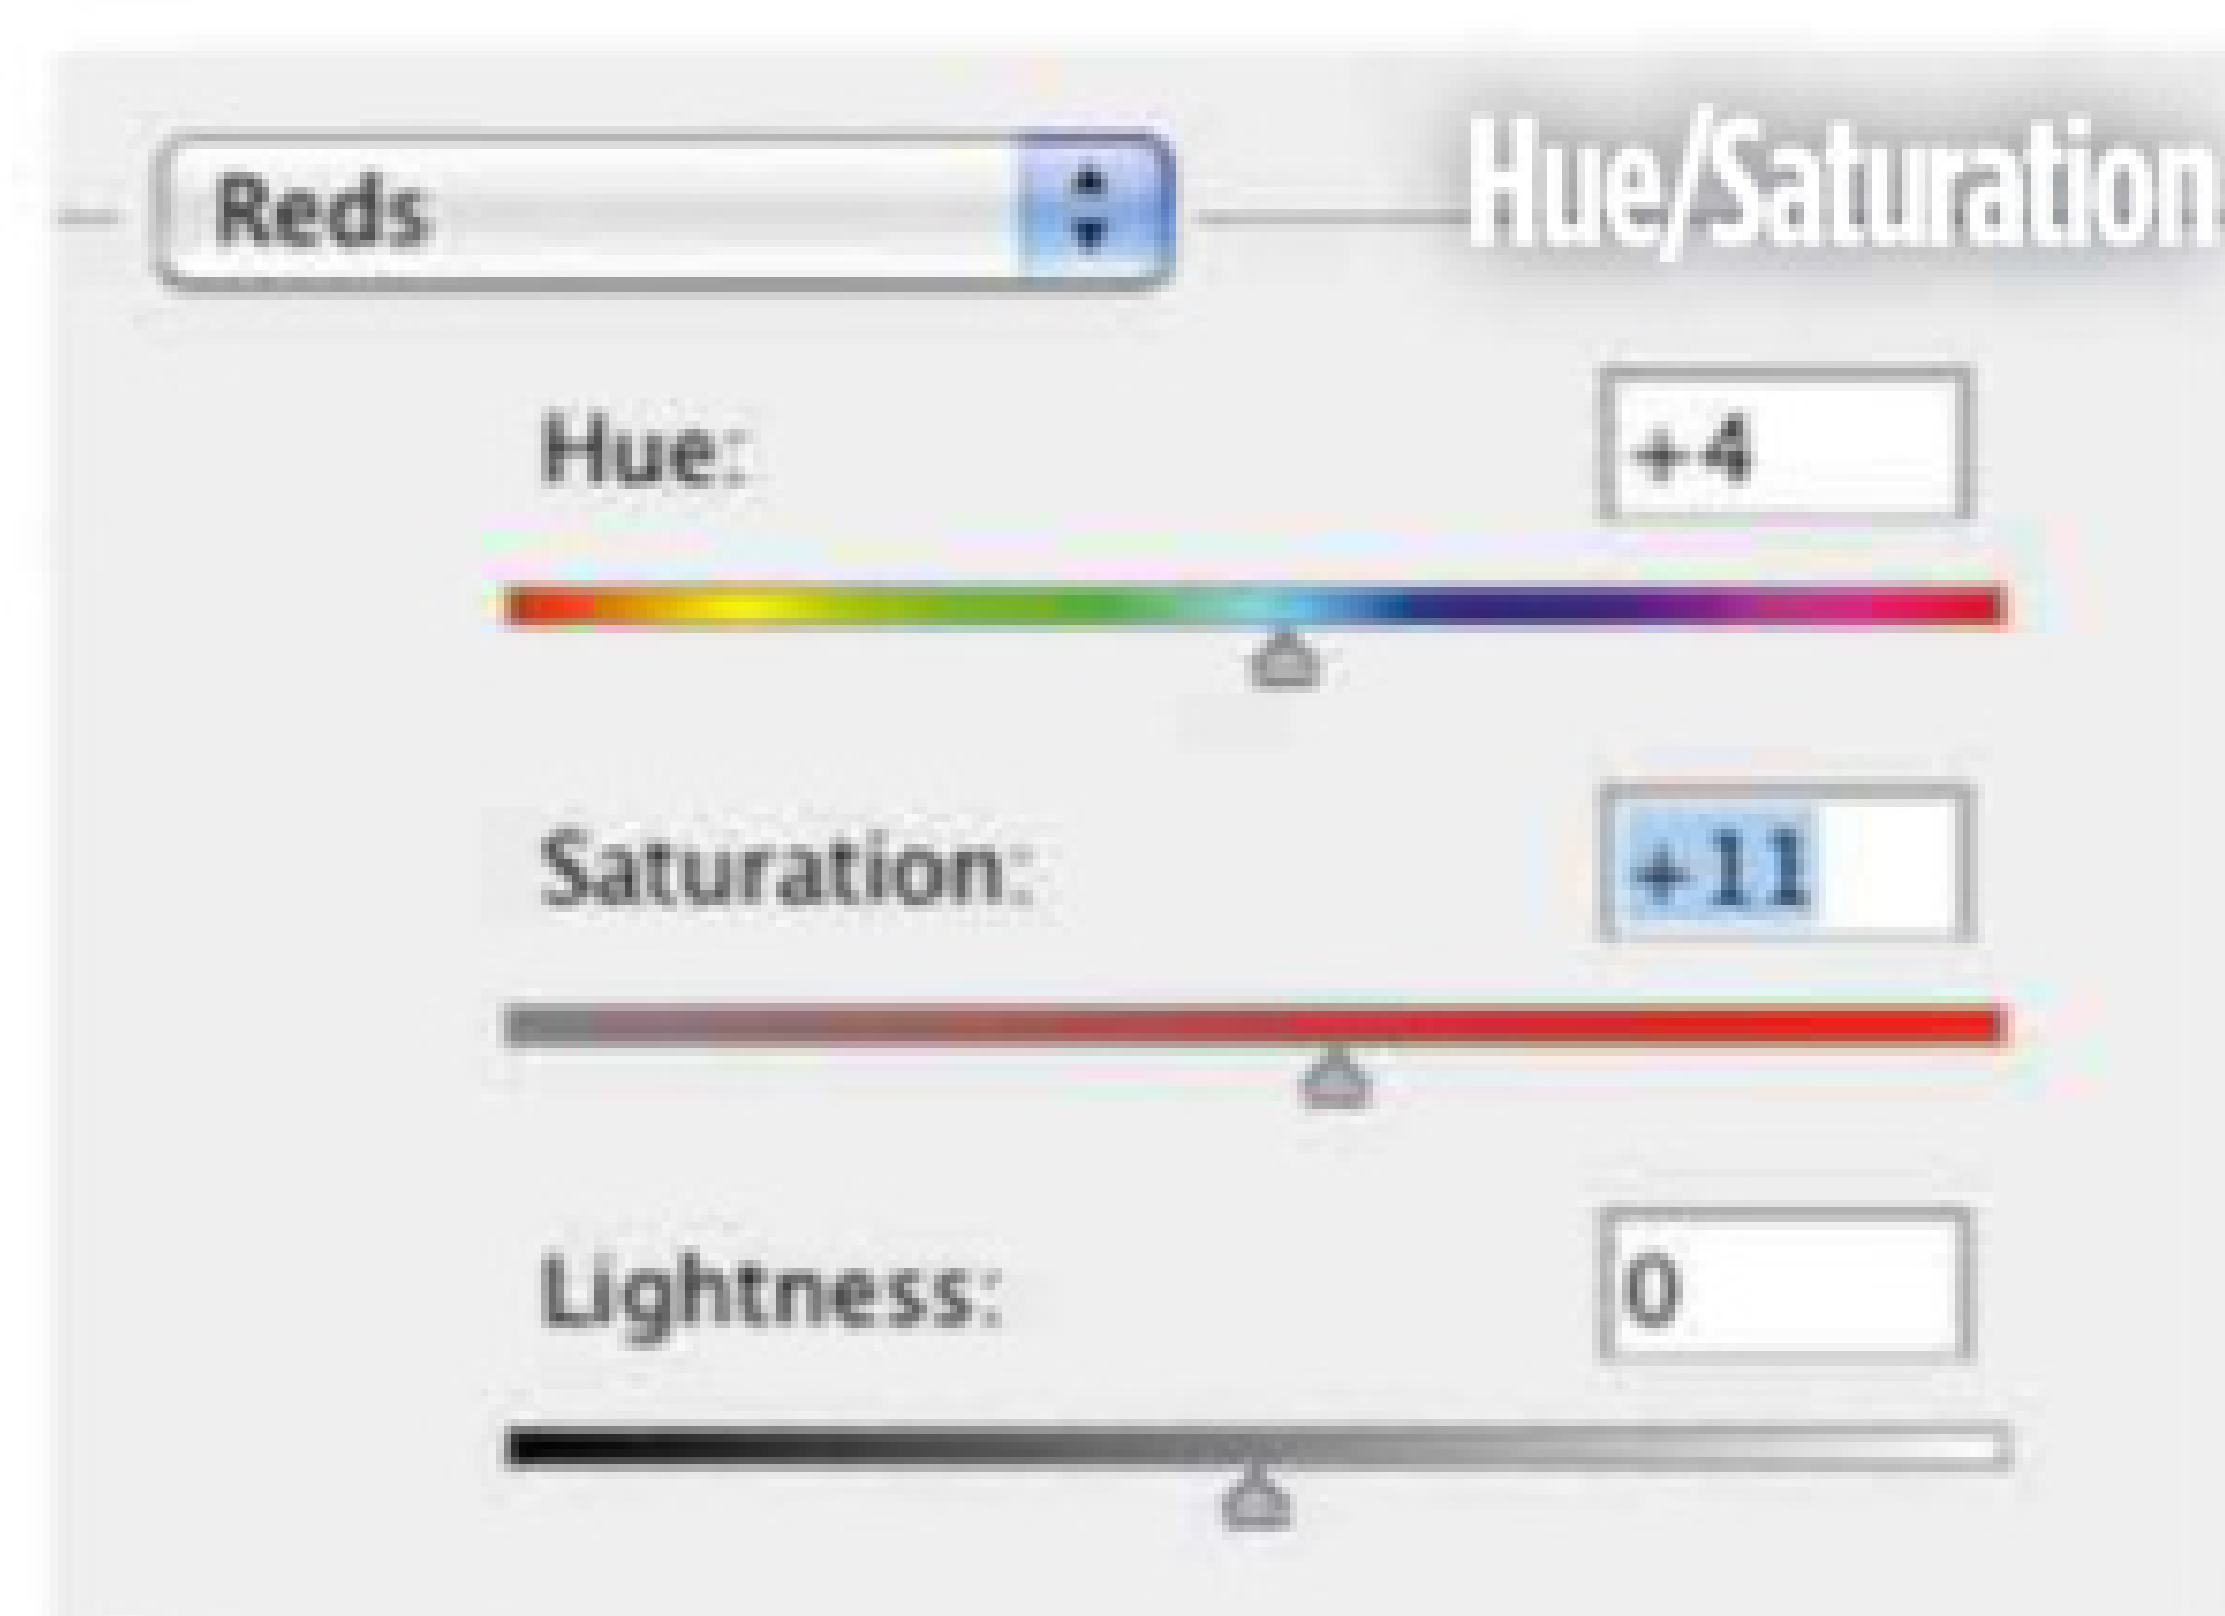 Reds
Hue/Saturation
Hue:
+4
Saturation:
+11
Lightness:
0